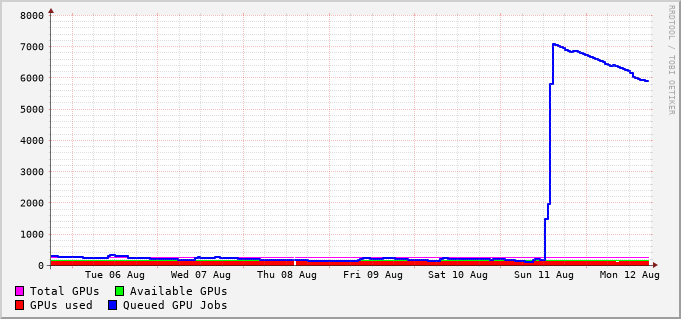 RRDTOOL / TOBI OETIKER
8000
7000
6000
5000
4000
3000
2000
1000
0
Tue 06 Aug Wed 07 Aug Thu 08 Aug Fri 09 Aug Sat 10 Aug Sun 11 Aug Mon 12 Aug
Total GPUs Available GPUs
GPUs used Queued GPU Jobs